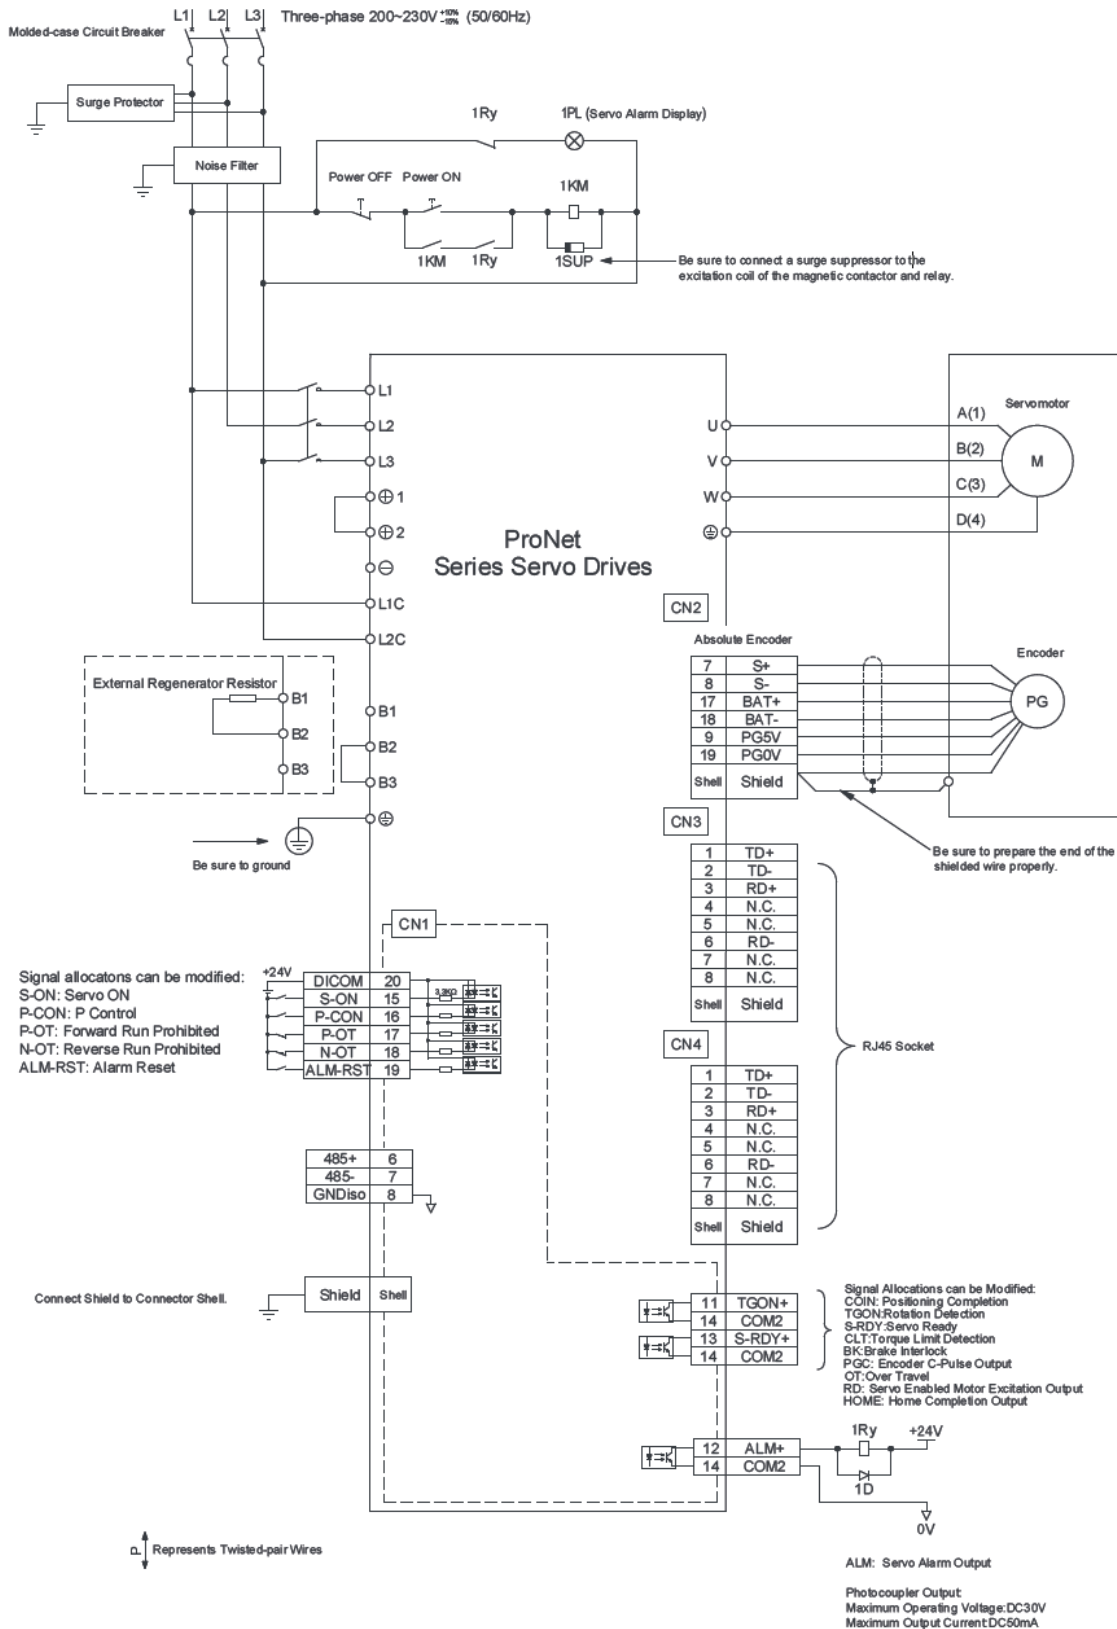 L1 L2 L3 Three-phase 200~230V +10% -15% (50/60Hz)
Molded-case Circuit Breaker
Surge Protector
Noise Filter
1Ry 1PL (Servo Alarm Display)
Power OFF Power ON 1KM
1KM 1Ry 1SUP
Be sure to connect a surge suppressor to the
excitation coil of the magnetic contactor and relay.
L1
L2
L3
1
2
L1C
L2C
ProNet
Series Servo Drives
U
V
W
A(1)
B(2)
C(3)
D(4)
Servomotor
M
External Regenerator Resistor
B1
B2
B3
B1
B2
B3
Be sure to ground
CN2
Absolute Encoder
7 S+
8 S-
17 BAT+
18 BAT-
9 PG5V
19 PG0V
Shell Shield
Encoder
PG
Be sure to prepare the end of the
shielded wire properly.
CN3
1 TD+
2 TD-
3 RD+
4 N.C.
5 N.C.
6 RD-
7 N.C.
8 N.C.
Shell Shield
CN4
1 TD+
2 TD-
3 RD+
4 N.C.
5 N.C.
6 RD-
7 N.C.
8 N.C.
Shell Shield
RJ45 Socket
CN1
Signal allocatons can be modified:
S-ON: Servo ON
P-CON: P Control
P-OT: Forward Run Prohibited
N-OT: Reverse Run Prohibited
ALM-RST: Alarm Reset
+24V
DICOM 20
S-ON 15
P-CON 16
P-OT 17
N-OT 18
ALM-RST 19
3.3KΩ
485+ 6
485- 7
GNDiso 8
Connect Shield to Connector Shell.
Shield Shell
11 TGON+
14 COM2
13 S-RDY+
14 COM2
Signal Allocations can be Modified:
COIN: Positioning Completion
TGON:Rotation Detection
S-RDY:Servo Ready
CLT:Torque Limit Detection
BK:Brake Interlock
PGC: Encoder C-Pulse Output
OT:Over Travel
RD: Servo Enabled Motor Excitation Output
HOME: Home Completion Output
12 ALM+
14 COM2
1Ry +24V
1D
0V
P Represents Twisted-pair Wires
ALM: Servo Alarm Output
Photocoupler Output:
Maximum Operating Voltage:DC30V
Maximum Output Current:DC50mA